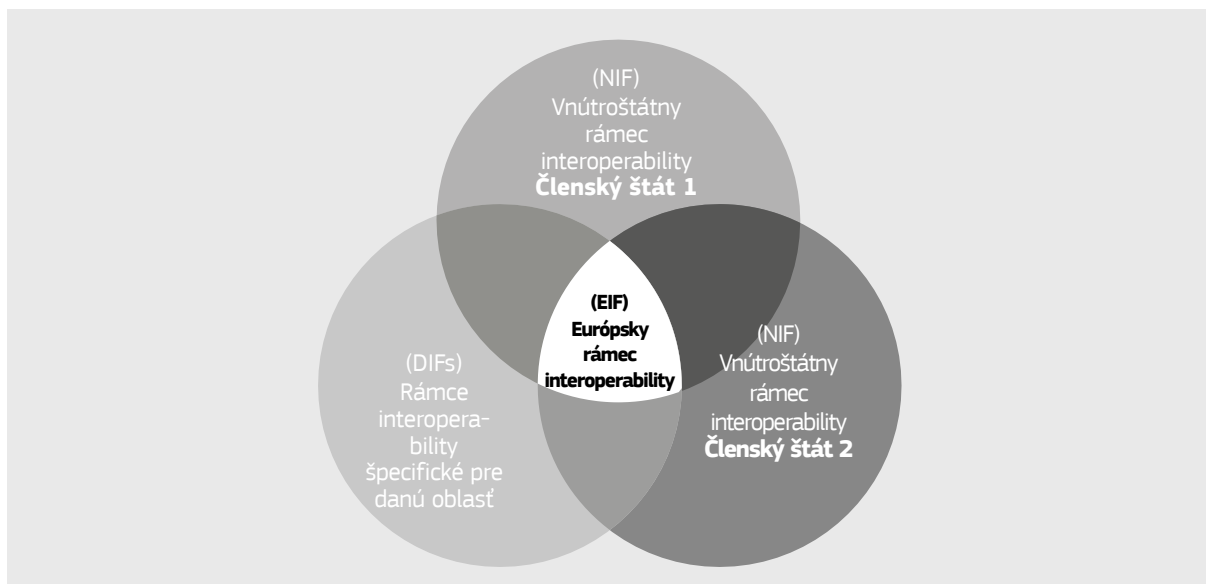 (NIF)
Vnútroštátny
rámec
interoperability
Členský štát 1
(EIF)
Európsky
rámec
interoperability
(DIFs)
Rámce
interopera-
bility
špecifické pre
danú oblasť
(NIF)
Vnútroštátny
rámec
interoperability
Členský štát 2